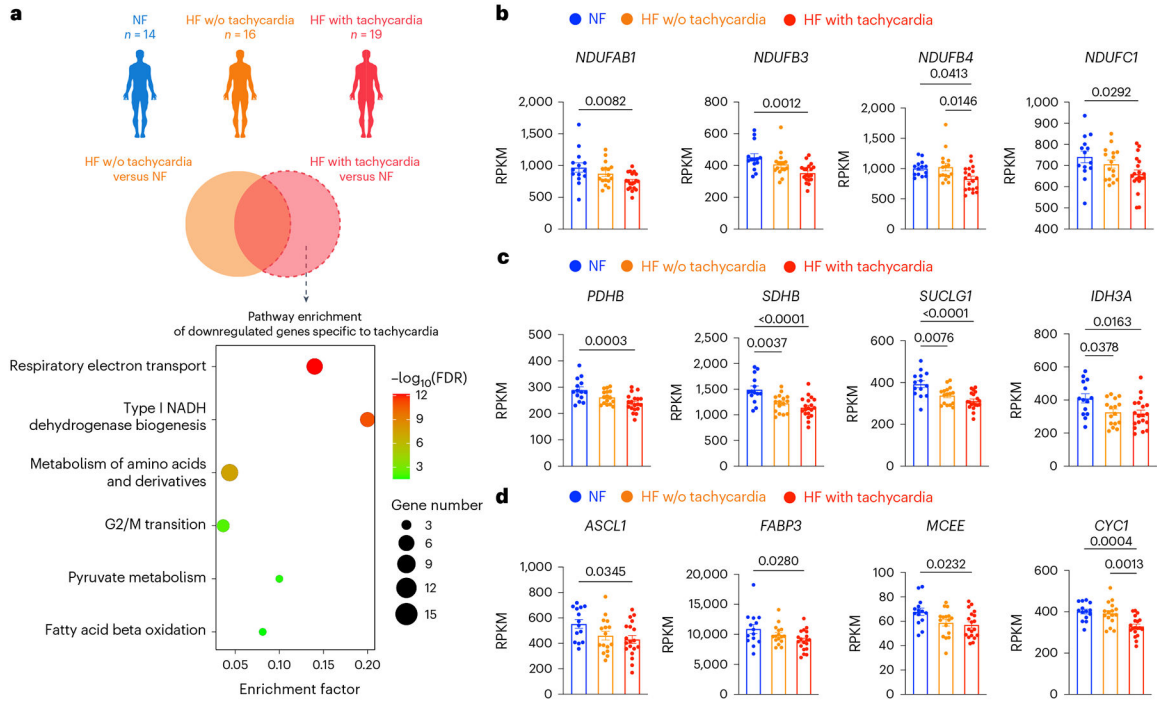 a
NF
n = 14
HF w/o tachycardia
n = 16
HF with tachycardia
n = 19
HF w/o tachycardia
versus NF
HF with tachycardia
versus NF
Pathway enrichment
of downregulated genes specific to tachycardia
Respiratory electron transport
Type I NADH
dehydrogenase biogenesis
Metabolism of amino acids
and derivatives
G2/M transition
Pyruvate metabolism
Fatty acid beta oxidation
0.05 0.10 0.15 0.20
Enrichment factor
–log10(FDR)
12
9
6
3
Gene number
3
6
9
12
15
b
NF HF w/o tachycardia HF with tachycardia
NDUFAB1
0.0082
2,000
1,500
1,000
500
0
RPKM
NDUFB3
0.0012
800
600
400
200
0
RPKM
NDUFB4
0.0413
0.0146
2,000
1,500
1,000
500
0
RPKM
NDUFC1
0.0292
1,000
900
800
700
600
500
400
RPKM
c
NF HF w/o tachycardia HF with tachycardia
PDHB
0.0003
500
400
300
200
100
0
RPKM
SDHB
<0.0001
0.0037
2,500
2,000
1,500
1,000
500
0
RPKM
SUCLG1
<0.0001
0.0076
600
400
200
0
RPKM
IDH3A
0.0163
0.0378
800
600
400
200
0
RPKM
d
NF HF w/o tachycardia HF with tachycardia
ASCL1
0.0345
1,000
800
600
400
200
0
RPKM
FABP3
0.0280
20,000
15,000
10,000
5,000
0
RPKM
MCEE
0.0232
100
80
60
40
20
0
RPKM
CYC1
0.0004
0.0013
600
400
200
0
RPKM